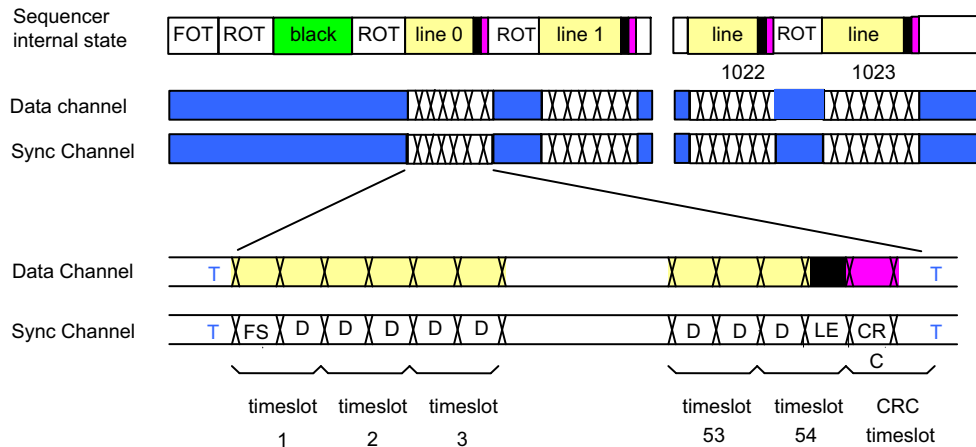 Sequencer
internal state
FOT ROT black ROT line 0 ROT line 1 line ROT line
1022 1023
Data channel
Sync Channel
Data Channel T T
Sync Channel T FS D D D D D D D D LE CR T
C
timeslot timeslot timeslot timeslot timeslot CRC
1 2 3 53 54 timeslot